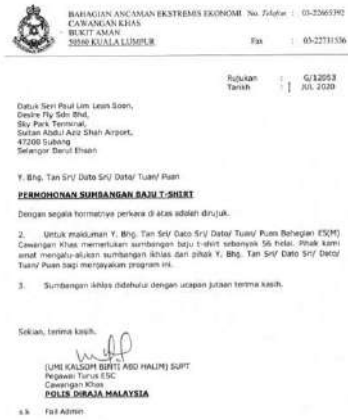 BAHAGIAN ANCAMAN EKSTREMIS EKONOMI No. Telefon : 03-22665392
CAWANGAN KHAS
BUKIT AMAN
50560 KUALA LUMPUR Fax : 03-22731536
Rujukan : G/12053
Tarikh : JUL 2020
Datuk Seri Paul Lim Leon Soon,
Desire Fly Sdn Bhd,
Sky Park Terminal,
Sultan Abdul Aziz Shah Airport,
47200 Subang
Selangor Darul Ehsan
Y. Bhg. Tan Sri/ Dato Sri/ Dato/ Tuan/ Puan
PERMOHONAN SUMBANGAN BAJU T-SHIRT
Dengan segala hormatnya perkara di atas adalah dirujuk.
2. Untuk makluman Y. Bhg. Tan Sri/ Dato Sri/ Dato/ Tuan/ Puan Bahagian E5(M)
Cawangan Khas memerlukan sumbangan baju t-shirt sebanyak 56 helai. Pihak kami
amat mengalu-alukan sumbangan ikhlas dari pihak Y. Bhg. Tan Sri/ Dato Sri/ Dato/
Tuan/ Puan bagi menjayakan program ini.
3. Sumbangan ikhlas didahului dengan ucapan jutaan terima kasih.
Sekian, terima kasih.
(UMI KALSOM BINTI ABD HALIM) SUPT
Pegawai Turus ESC
Cawangan Khas
POLIS DIRAJA MALAYSIA
s.k Fail Admin